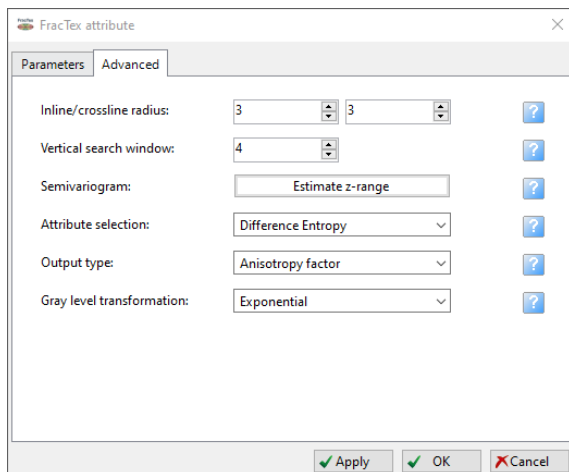 FracTex attribute
Parameters Advanced
Inline/crossline radius: 3 3 ?
Vertical search window: 4 ?
Semivariogram: Estimate z-range ?
Attribute selection: Difference Entropy ?
Output type: Anisotropy factor ?
Gray level transformation: Exponential ?
Apply OK Cancel